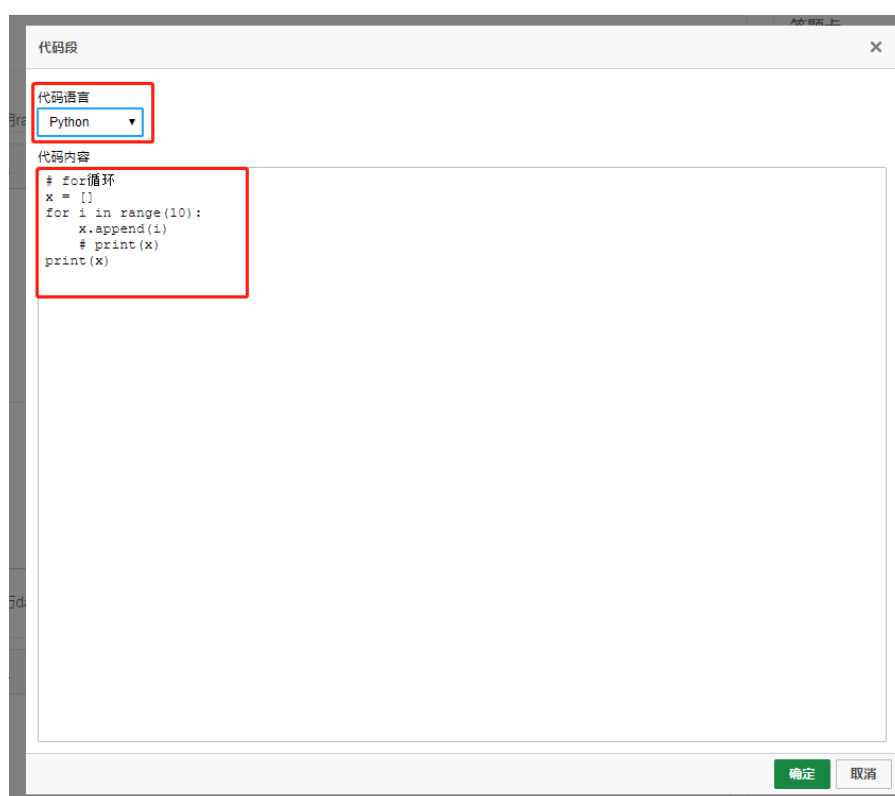 代码段
×
代码语言
Python
代码内容
# for循环
x = []
for i in range(10):
    x.append(i)
    # print(x)
print(x)
确定
取消